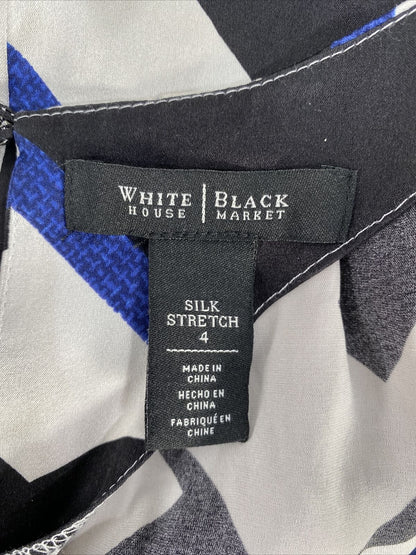 WHITE | BLACK
HOUSE | MARKET
SILK
STRETCH
4
MADE IN
CHINA
HECHO EN
CHINA
FABRIQUÉ EN
CHINE